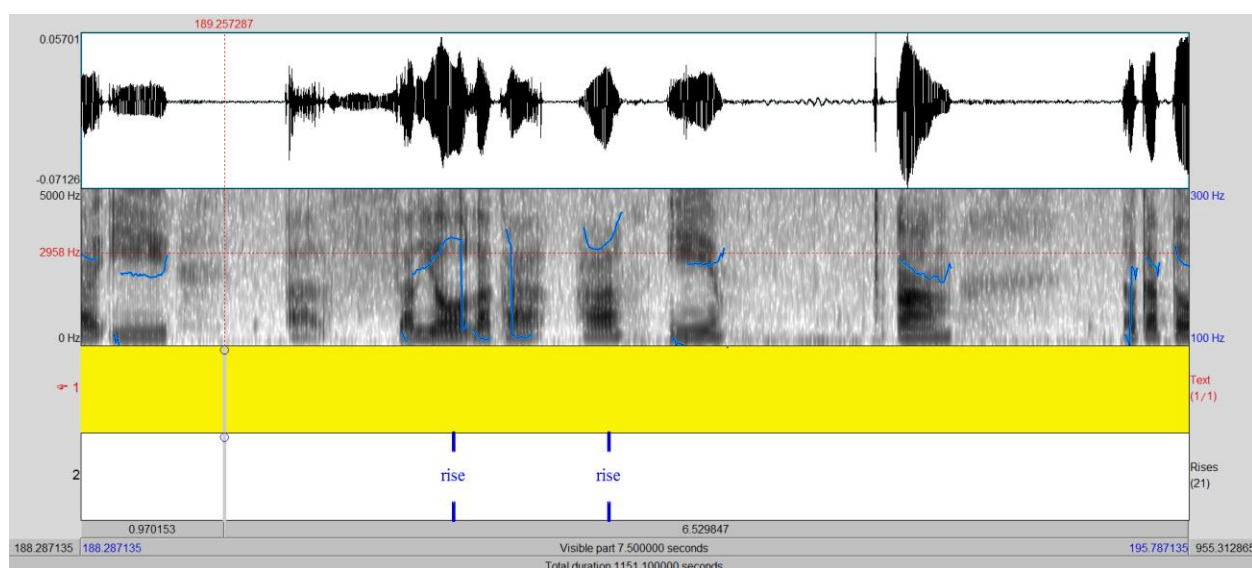 189.257287
0.05701
-0.07126
5000 Hz 300 Hz
2958 Hz
0 Hz 100 Hz
☞ 1 Text
(1/1)
2 rise rise Rises
(21)
0.970153 6.529847
188.287135 188.287135 Visible part 7.500000 seconds 195.787135 955.312865
Total duration 1151.100000 seconds